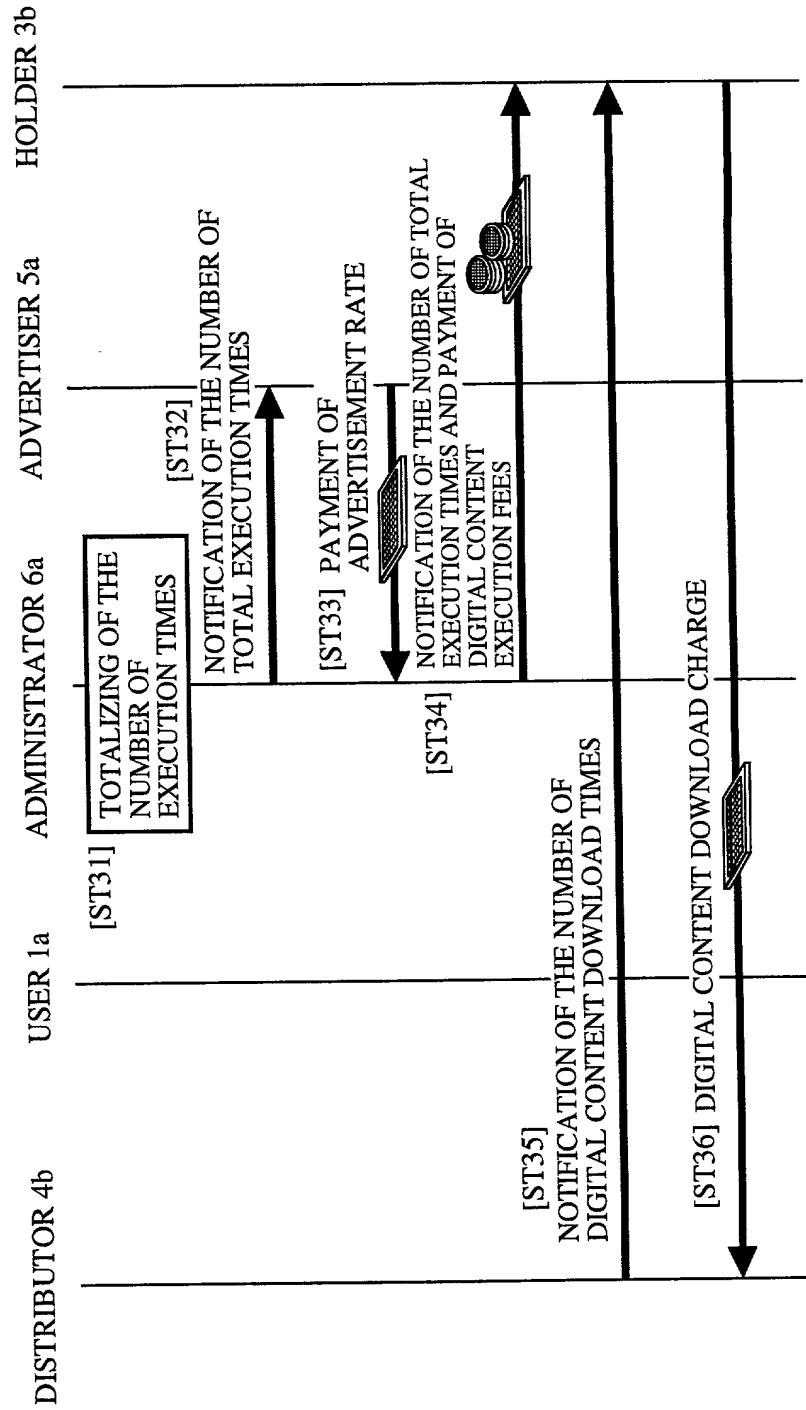 DISTRIBUTOR 4b
USER 1a
ADMINISTRATOR 6a
ADVERTISER 5a
HOLDER 3b
[ST31]
TOTALIZING OF THE
NUMBER OF
EXECUTION TIMES
[ST32]
NOTIFICATION OF THE NUMBER OF
TOTAL EXECUTION TIMES
[ST33] PAYMENT OF
ADVERTISEMENT RATE
[ST34]
NOTIFICATION OF THE NUMBER OF TOTAL
EXECUTION TIMES AND PAYMENT OF
DIGITAL CONTENT
EXECUTION FEES
[ST35]
NOTIFICATION OF THE NUMBER OF
DIGITAL CONTENT DOWNLOAD TIMES
[ST36] DIGITAL CONTENT DOWNLOAD CHARGE